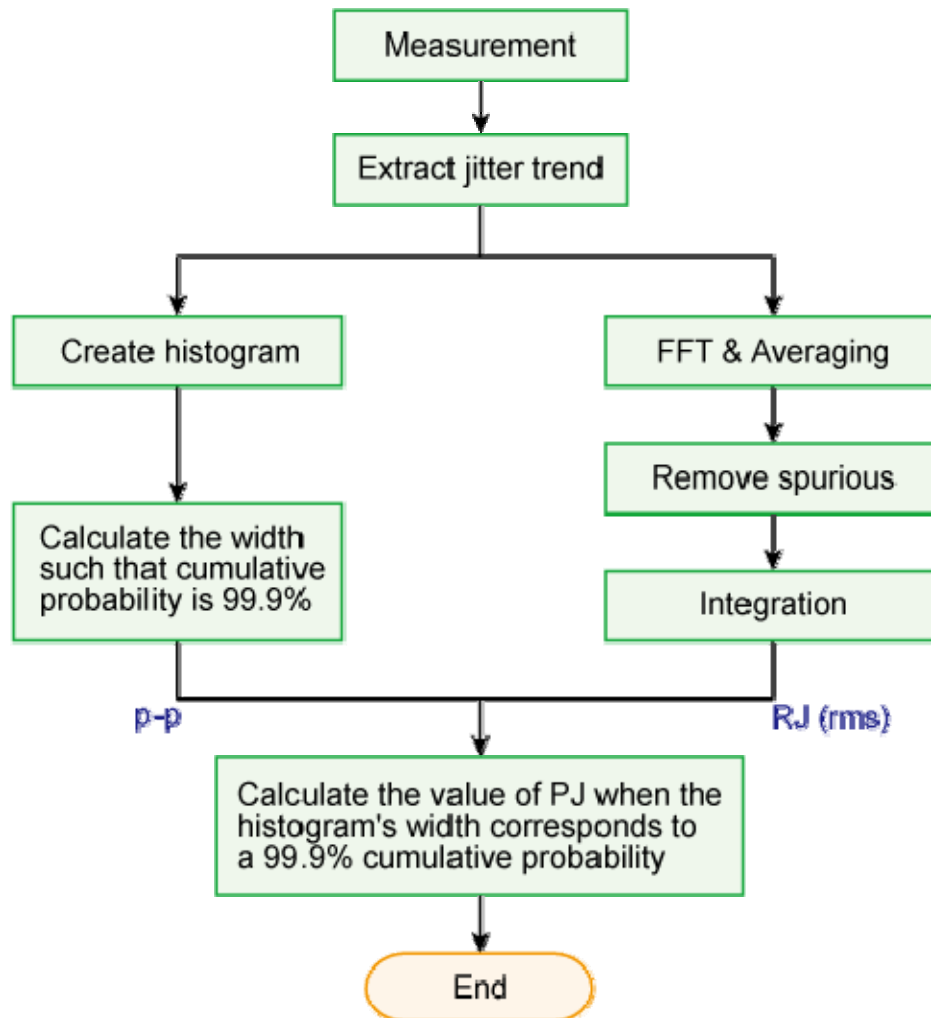 Measurement
Extract jitter trend
Create histogram
FFT & Averaging
Remove spurious
Calculate the width
such that cumulative
probability is 99.9%
Integration
p-p
RJ (rms)
Calculate the value of PJ when the
histogram's width corresponds to
a 99.9% cumulative probability
End